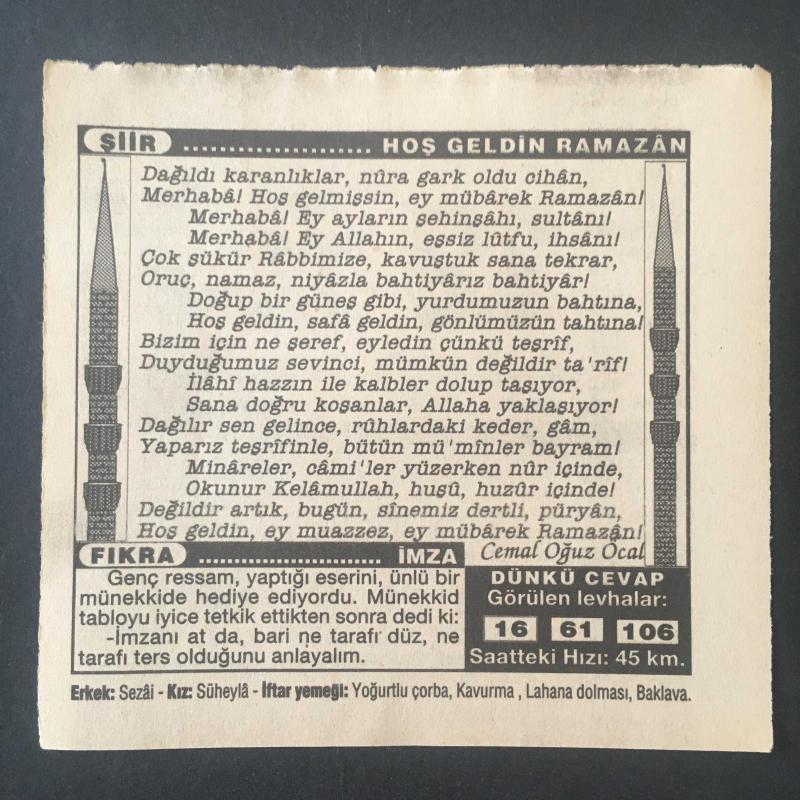 ŞİİR ..................... HOŞ GELDİN RAMAZÂN
Dağıldı karanlıklar, nûra gark oldu cihân,
Merhabâ! Hoş gelmişsin, ey mübârek Ramazân!
Merhabâ! Ey ayların şehinşâhı, sultânı!
Merhabâ! Ey Allahın, eşsiz lûtfu, ihsânı!
Çok şükür Râbbimize, kavuştuk sana tekrar,
Oruç, namaz, niyâzla bahtiyârız bahtiyâr!
Doğup bir güneş gibi, yurdumuzun bahtına,
Hoş geldin, safâ geldin, gönlümüzün tahtına!
Bizim için ne şeref, eyledin çünkü teşrîf,
Duyduğumuz sevinci, mümkün değildir ta'rîf!
İlâhî hazzın ile kalbler dolup taşıyor,
Sana doğru koşanlar, Allaha yaklaşıyor!
Dağılır sen gelince, rûhlardaki keder, gâm,
Yaparız teşrîfinle, bütün mü'mînler bayram!
Minâreler, câmi'ler yüzerken nûr içinde,
Okunur Kelâmullah, huşû, huzûr içinde!
Değildir artık, bugün, sînemiz dertli, püryân,
Hoş geldin, ey muazzez, ey mübârek Ramazân!
Cemal Oğuz Öcal
FIKRA ..................... İMZA
Genç ressam, yaptığı eserini, ünlü bir
münekkide hediye ediyordu. Münekkid
tabloyu iyice tetkik ettikten sonra dedi ki:
-İmzanı at da, bari ne tarafı düz, ne
tarafı ters olduğunu anlayalım.
DÜNKÜ CEVAP
Görülen levhalar:
16 61 106
Saatteki Hızı: 45 km.
Erkek: Sezâi - Kız: Süheylâ - İftar yemeği: Yoğurtlu çorba, Kavurma , Lahana dolması, Baklava.